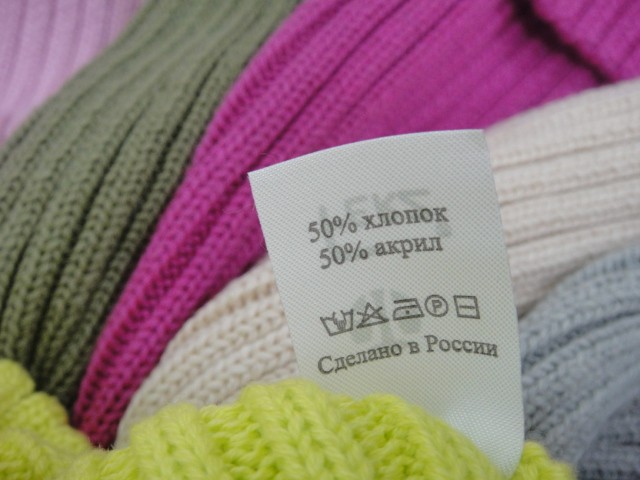 50% хлопок
50% акрил
Сделано в России